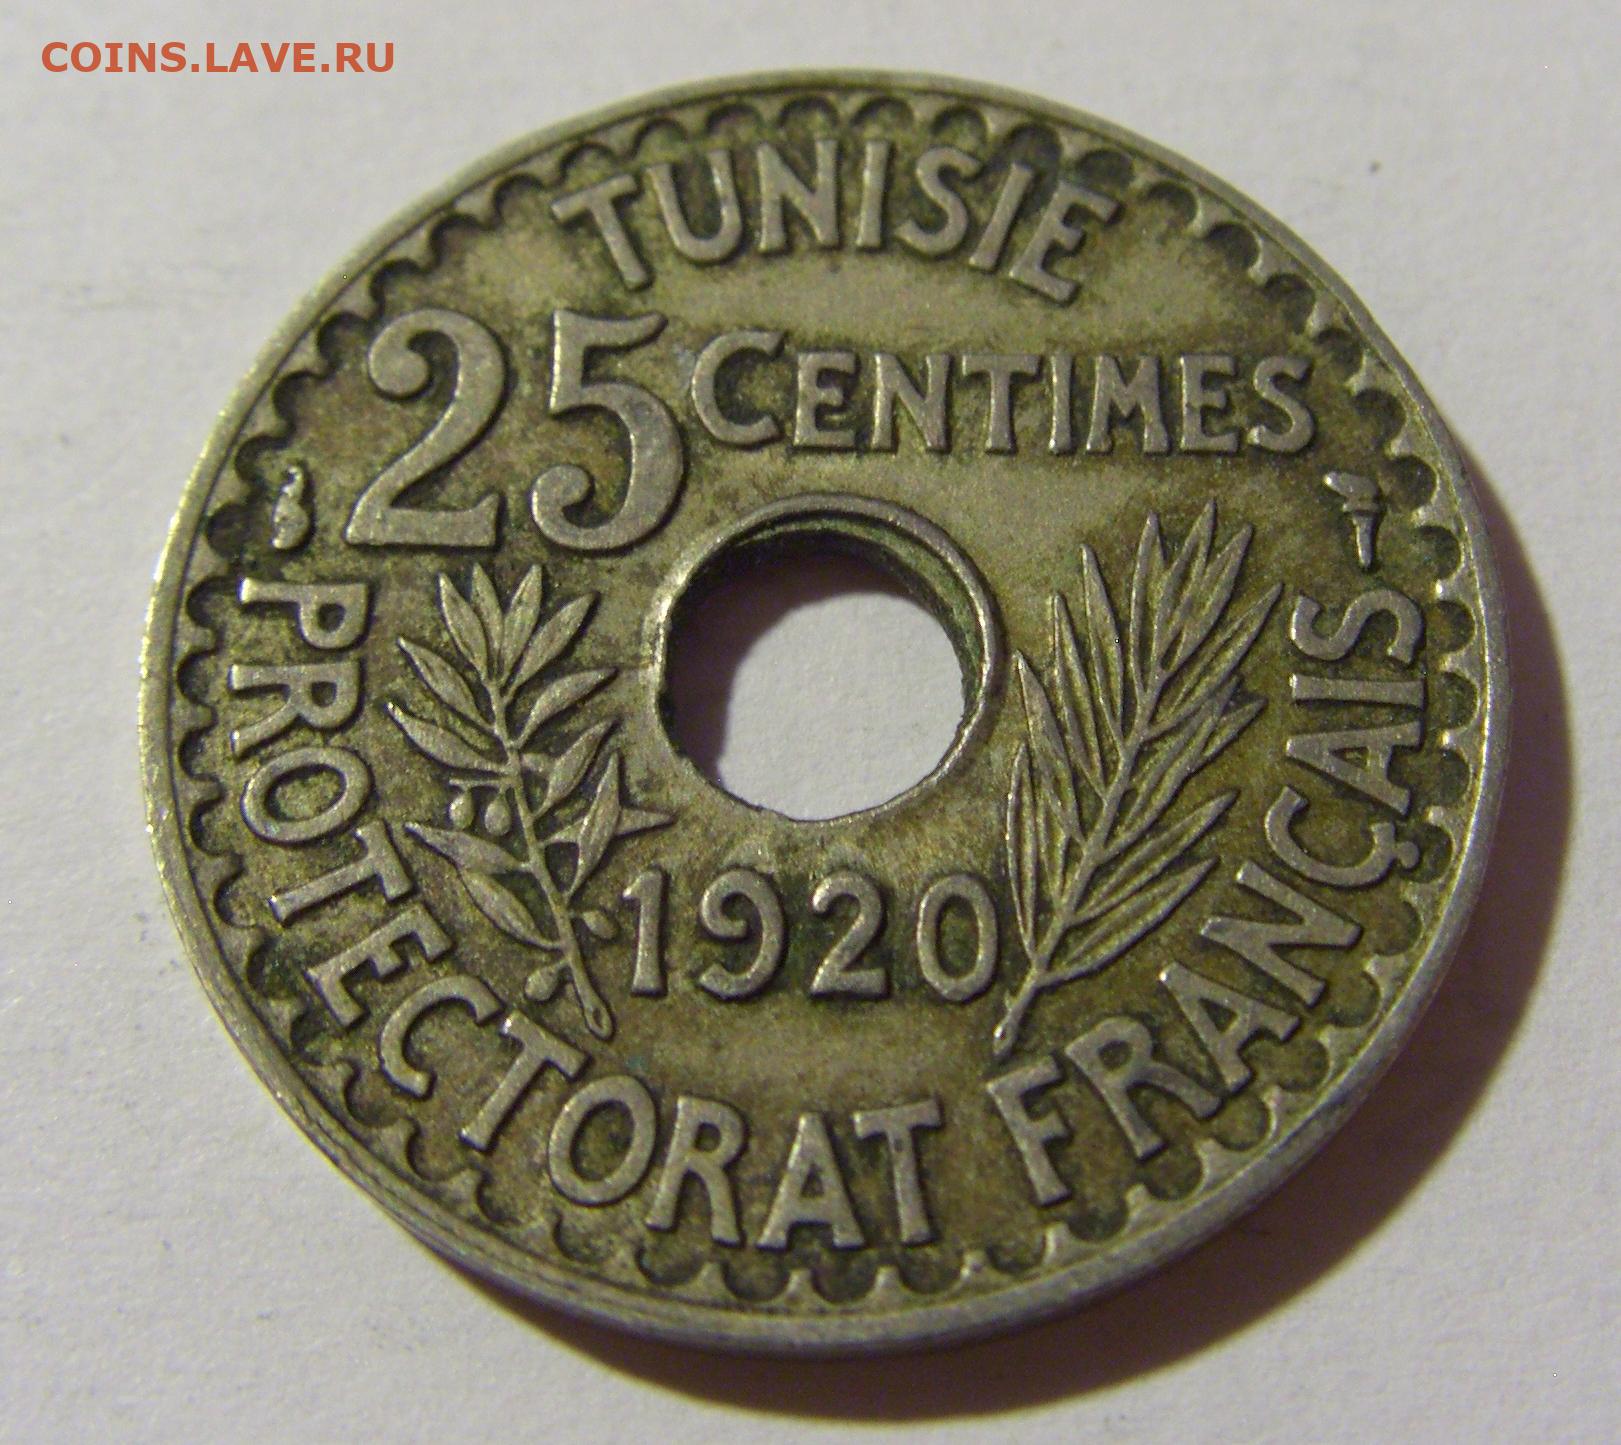 COINS.LAVE.RU
TUNISIE
25 CENTIMES
1920
PROTECTORAT FRANÇAIS